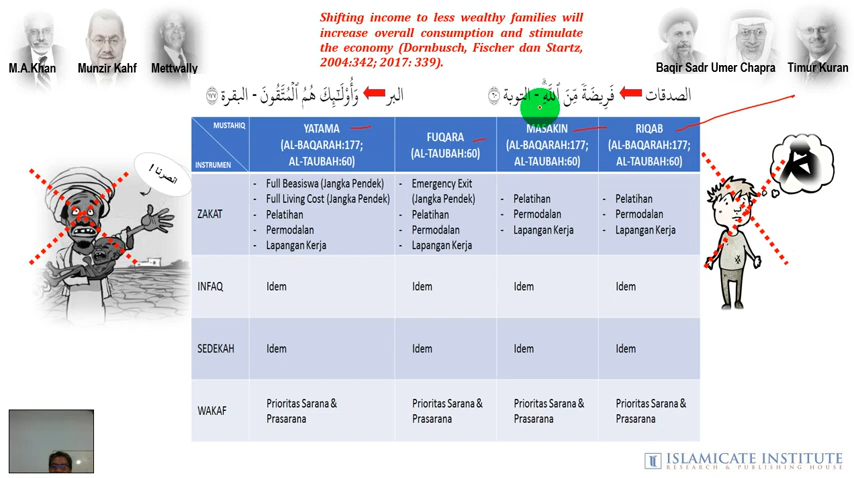 Shifting income to less wealthy families will
increase overall consumption and stimulate
the economy (Dornbusch, Fischer dan Startz,
2004:342; 2017: 339).
M.A.Khan
Munzir Kahf
Mettwally
Baqir Sadr
Umer Chapra
Timur Kuran
البر
وَأُوْلَٰٓئِكَ هُمُ ٱلْمُتَّقُونَ - البقرة ١٧٧
الصدقات
فَرِيضَةً مِّنَ ٱللَّهِ - التوبة ٦٠
انصرنا !
MUSTAHIQ
INSTRUMEN
YATAMA
(AL-BAQARAH:177;
AL-TAUBAH:60)
FUQARA
(AL-TAUBAH:60)
MASAKIN
(AL-BAQARAH:177;
AL-TAUBAH:60)
RIQAB
(AL-BAQARAH:177;
AL-TAUBAH:60)
ZAKAT
- Full Beasiswa (Jangka Pendek)
- Full Living Cost (Jangka Pendek)
- Pelatihan
- Permodalan
- Lapangan Kerja
- Emergency Exit
(Jangka Pendek)
- Pelatihan
- Permodalan
- Lapangan Kerja
- Pelatihan
- Permodalan
- Lapangan Kerja
- Pelatihan
- Permodalan
- Lapangan Kerja
INFAQ
Idem
Idem
Idem
Idem
SEDEKAH
Idem
Idem
Idem
Idem
WAKAF
Prioritas Sarana &
Prasarana
Prioritas Sarana &
Prasarana
Prioritas Sarana &
Prasarana
Prioritas Sarana &
Prasarana
ISLAMICATE INSTITUTE
RESEARCH & PUBLISHING HOUSE